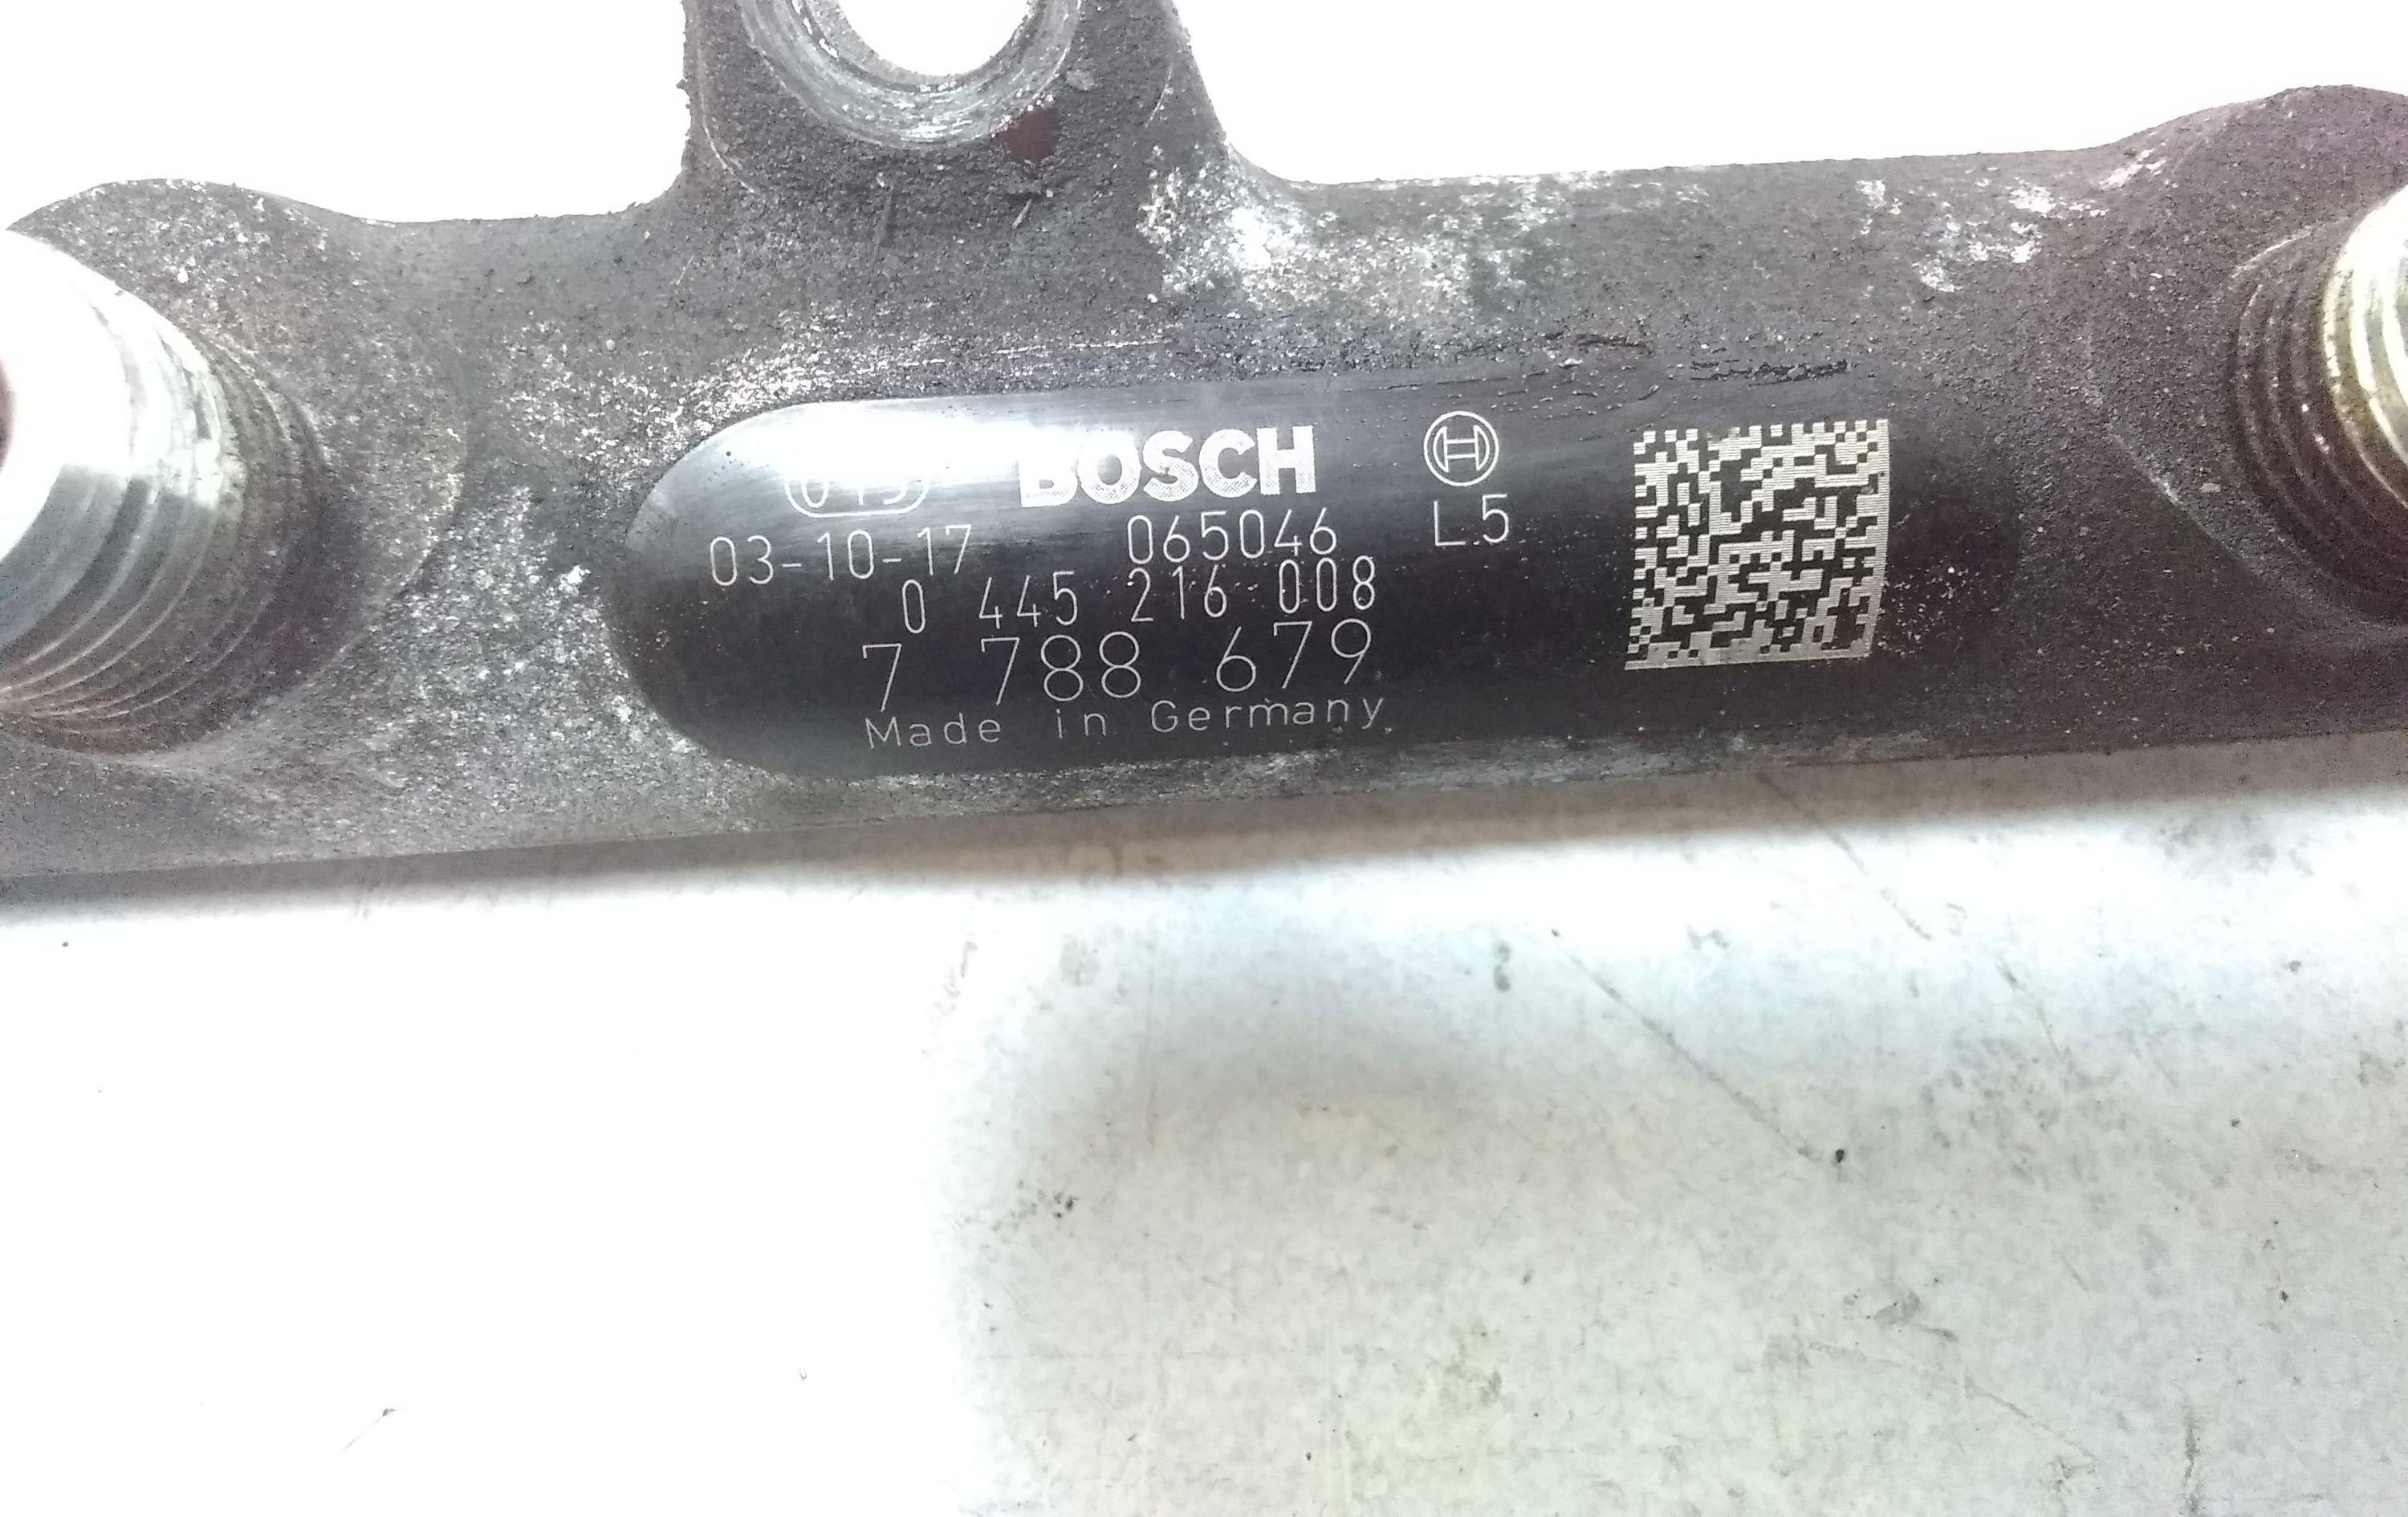 BOSCH
03-10-17 065046 L5
0 445 216 008
7 788 679
Made in Germany